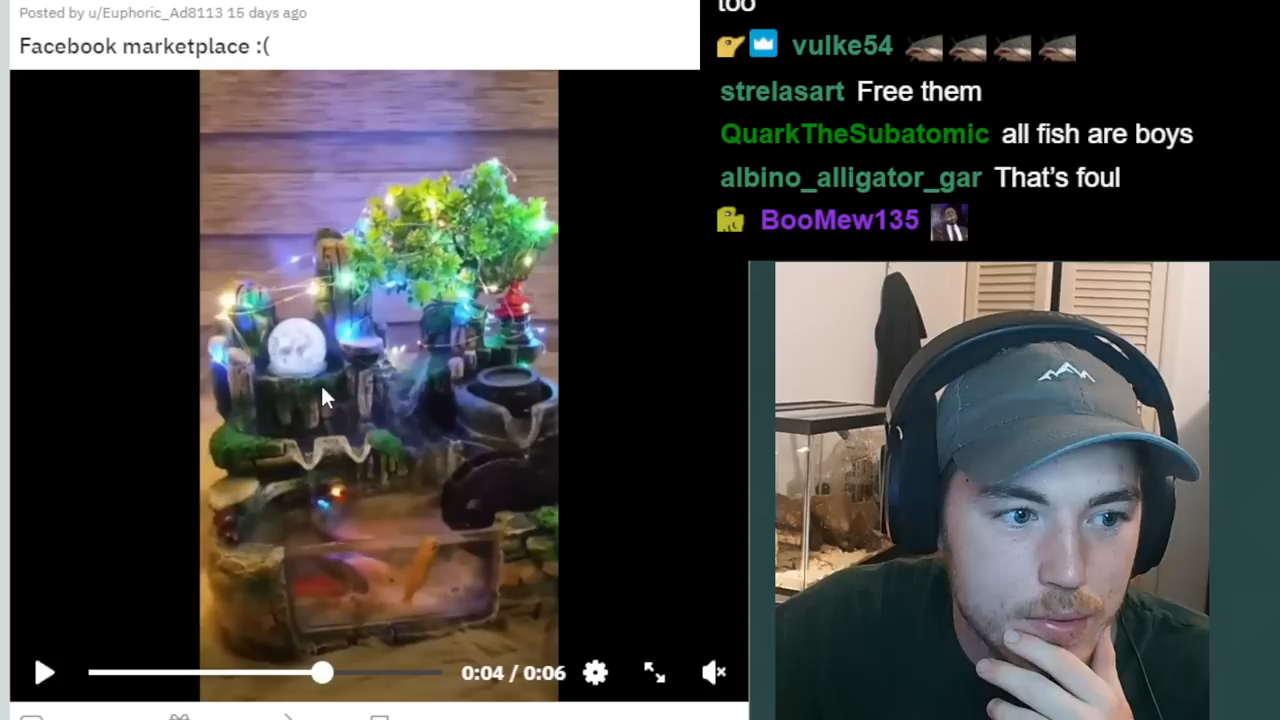 Posted by u/Euphoric_Ad8113 15 days ago
Facebook marketplace :(
too
vulke54
strelasart Free them
QuarkTheSubatomic all fish are boys
albino_alligator_gar That's foul
BooMew135
0:04 / 0:06